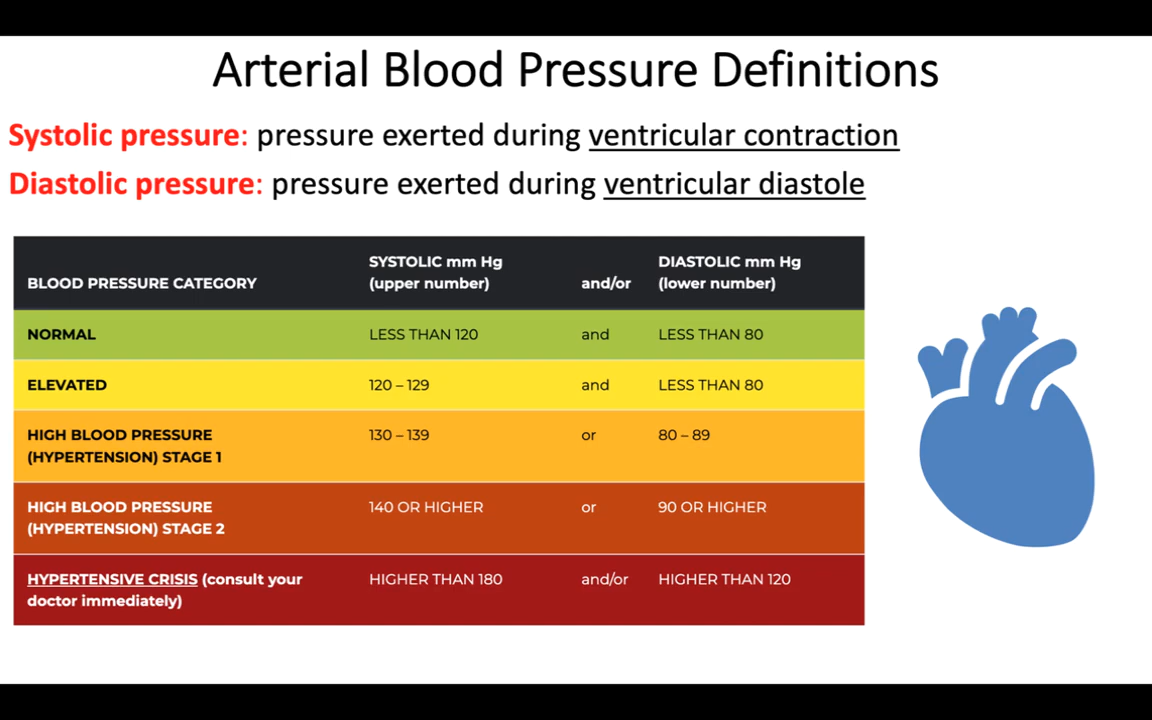 Arterial Blood Pressure Definitions
Systolic pressure: pressure exerted during ventricular contraction
Diastolic pressure: pressure exerted during ventricular diastole
BLOOD PRESSURE CATEGORY SYSTOLIC mm Hg (upper number) and/or DIASTOLIC mm Hg (lower number)
NORMAL LESS THAN 120 and LESS THAN 80
ELEVATED 120 – 129 and LESS THAN 80
HIGH BLOOD PRESSURE 130 – 139 or 80 – 89
(HYPERTENSION) STAGE 1
HIGH BLOOD PRESSURE 140 OR HIGHER or 90 OR HIGHER
(HYPERTENSION) STAGE 2
HYPERTENSIVE CRISIS (consult your HIGHER THAN 180 and/or HIGHER THAN 120
doctor immediately)